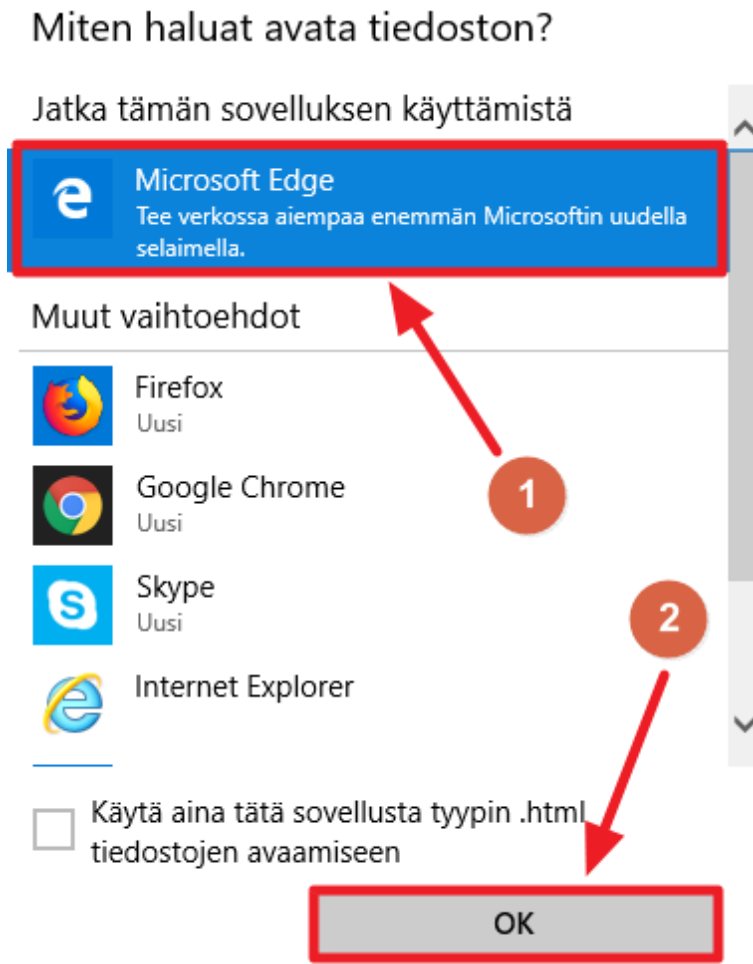 Miten haluat avata tiedoston?
Jatka tämän sovelluksen käyttämistä
Microsoft Edge
Tee verkossa aiempaa enemmän Microsoftin uudella
selaimella.
Muut vaihtoehdot
Firefox
Uusi
Google Chrome
Uusi
1
Skype
Uusi
2
Internet Explorer
Käytä aina tätä sovellusta tyypin .html
tiedostojen avaamiseen
OK